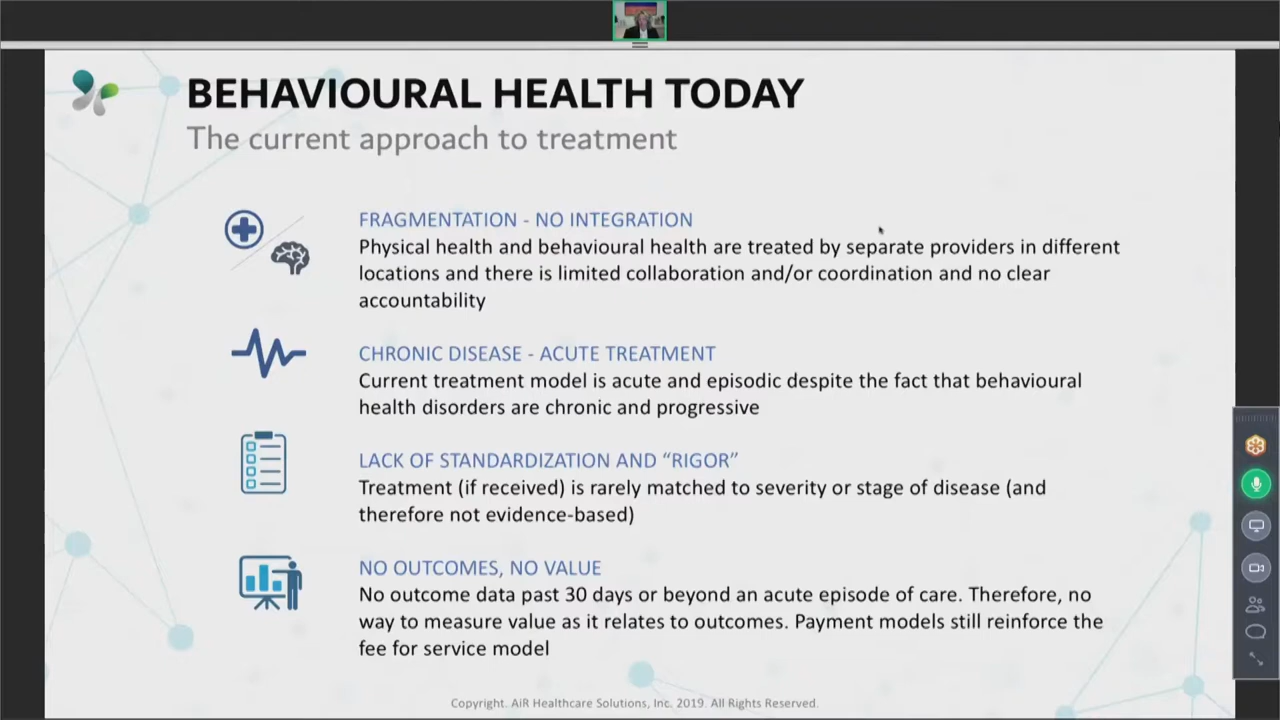 BEHAVIOURAL HEALTH TODAY
The current approach to treatment
FRAGMENTATION - NO INTEGRATION
Physical health and behavioural health are treated by separate providers in different
locations and there is limited collaboration and/or coordination and no clear
accountability
CHRONIC DISEASE - ACUTE TREATMENT
Current treatment model is acute and episodic despite the fact that behavioural
health disorders are chronic and progressive
LACK OF STANDARDIZATION AND “RIGOR”
Treatment (if received) is rarely matched to severity or stage of disease (and
therefore not evidence-based)
NO OUTCOMES, NO VALUE
No outcome data past 30 days or beyond an acute episode of care. Therefore, no
way to measure value as it relates to outcomes. Payment models still reinforce the
fee for service model
Copyright. AiR Healthcare Solutions, Inc. 2019. All Rights Reserved.